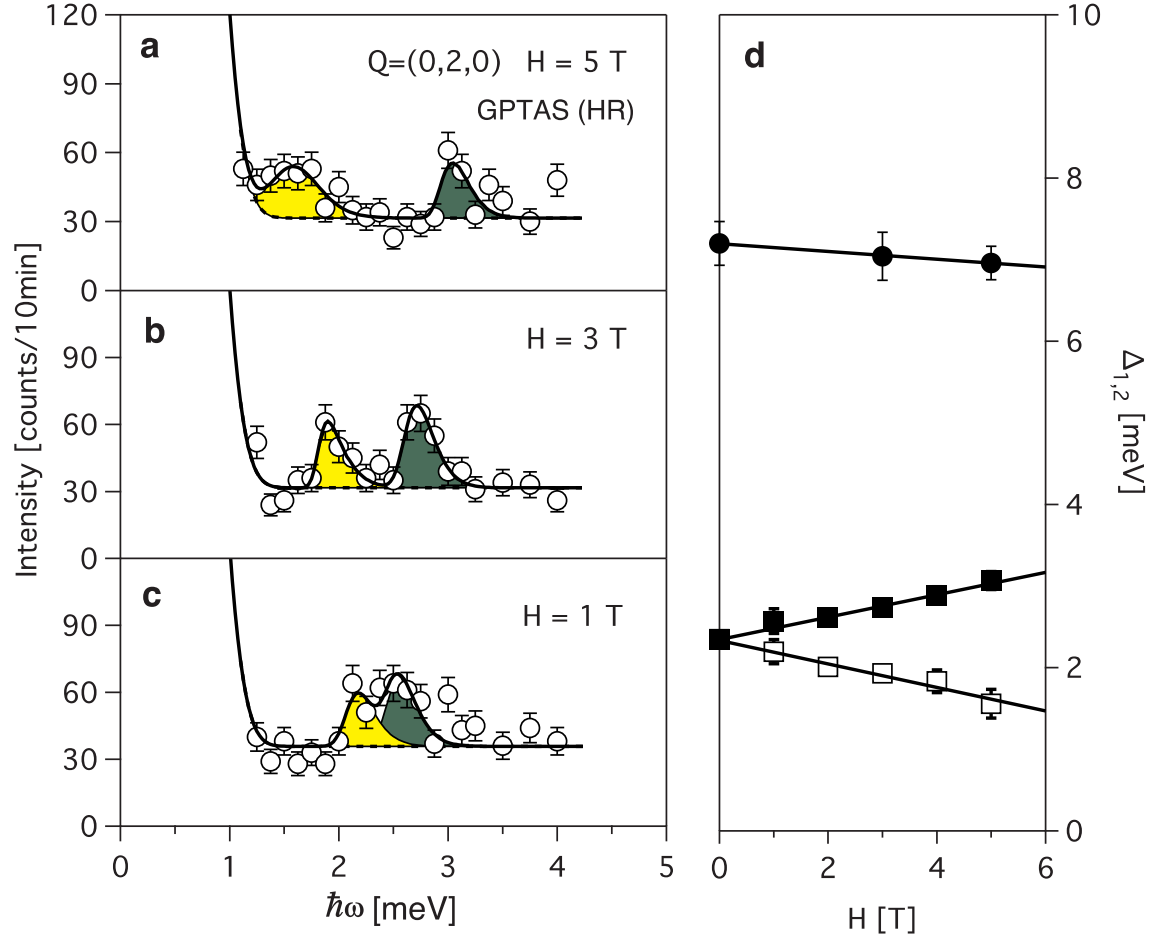 a
Q=(0,2,0) H = 5 T
GPTAS (HR)
120
90
60
30
0
b
H = 3 T
90
60
30
0
c
H = 1 T
90
60
30
0
0 1 2 3 4 5
ħω [meV]
Intensity [counts/10min]
d
10
8
6
4
2
0
0 2 4 6
H [T]
Δ1,2 [meV]